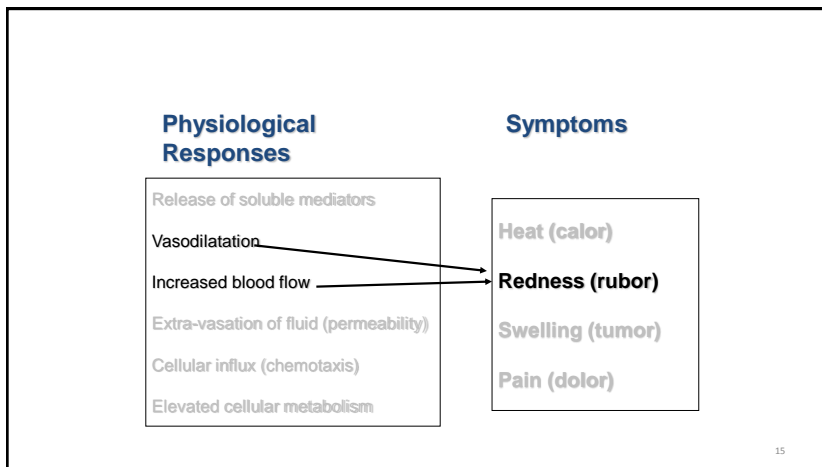 Physiological
Responses
Symptoms
Release of soluble mediators
Vasodilatation
Increased blood flow
Extra-vasation of fluid (permeability)
Cellular influx (chemotaxis)
Elevated cellular metabolism
Heat (calor)
Redness (rubor)
Swelling (tumor)
Pain (dolor)
15